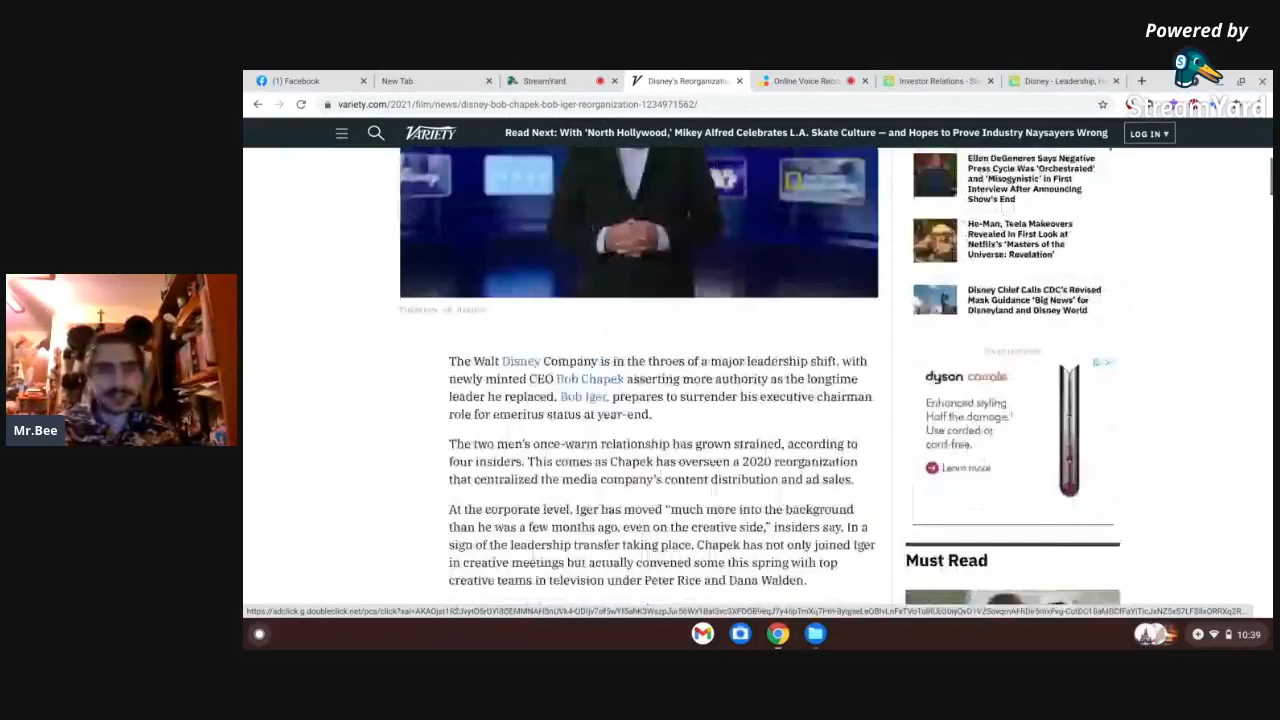 Powered by
StreamYard
(1) Facebook
New Tab
StreamYard
Disney's Reorganizatio
Online Voice Reco
Investor Relations - St
Disney - Leadership, H
variety.com/2021/film/news/disney-bob-chapek-bob-iger-reorganization-1234971562/
VARIETY
Read Next: With 'North Hollywood,' Mikey Alfred Celebrates L.A. Skate Culture — and Hopes to Prove Industry Naysayers Wrong
LOG IN
Ellen DeGeneres Says Negative
Press Cycle Was 'Orchestrated'
and 'Misogynistic' in First
Interview After Announcing
Show's End
He-Man, Teela Makeovers
Revealed in First Look at
Netflix's 'Masters of the
Universe: Revelation'
Disney Chief Calls CDC's Revised
Mask Guidance 'Big News' for
Disneyland and Disney World
The Walt Disney Company is in the throes of a major leadership shift, with
newly minted CEO Bob Chapek asserting more authority as the longtime
leader he replaced, Bob Iger, prepares to surrender his executive chairman
role for emeritus status at year-end.
The two men's once-warm relationship has grown strained, according to
four insiders. This comes as Chapek has overseen a 2020 reorganization
that centralized the media company's content distribution and ad sales.
At the corporate level, Iger has moved "much more into the background
than he was a few months ago, even on the creative side," insiders say. In a
sign of the leadership transfer taking place, Chapek has not only joined Iger
in creative meetings but actually convened some this spring with top
creative teams in television under Peter Rice and Dana Walden.
dyson corrale
Enhanced styling
Half the damage.
Use corded or
cord-free.
Learn more
Must Read
Mr.Bee
10:39